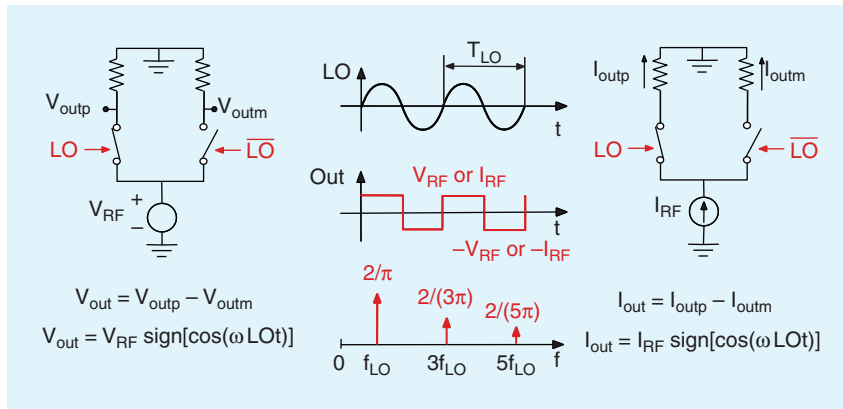 V_outp
V_outm
LO
L̅O̅
V_RF
+
–
V_out = V_outp – V_outm
V_out = V_RF sign[cos(ω LOt)]
T_LO
LO
t
Out
V_RF or I_RF
t
–V_RF or –I_RF
2/π
2/(3π)
2/(5π)
0
f_LO
3f_LO
5f_LO
f
I_outp
I_outm
LO
L̅O̅
I_RF
I_out = I_outp – I_outm
I_out = I_RF sign[cos(ω LOt)]